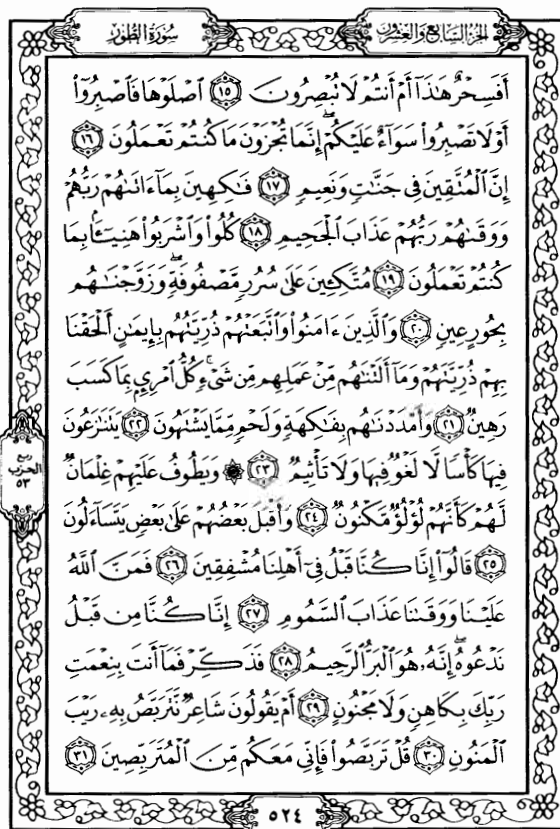 الجزء السابع والعشرون
سورة الطور
أَفَسِحْرٌ هَٰذَآ أَمْ أَنتُمْ لَا تُبْصِرُونَ ١٥ ٱصْلَوْهَا فَٱصْبِرُوٓا۟
أَوْ لَا تَصْبِرُوا۟ سَوَآءٌ عَلَيْكُمْ ۖ إِنَّمَا تُجْزَوْنَ مَا كُنتُمْ تَعْمَلُونَ ١٦
إِنَّ ٱلْمُتَّقِينَ فِى جَنَّٰتٍ وَنَعِيمٍ ١٧ فَٰكِهِينَ بِمَآ ءَاتَىٰهُمْ رَبُّهُمْ
وَوَقَىٰهُمْ رَبُّهُمْ عَذَابَ ٱلْجَحِيمِ ١٨ كُلُوا۟ وَٱشْرَبُوا۟ هَنِيٓـًٔۢا بِمَا
كُنتُمْ تَعْمَلُونَ ١٩ مُتَّكِـِٔينَ عَلَىٰ سُرُرٍ مَّصْفُوفَةٍ ۖ وَزَوَّجْنَٰهُم
بِحُورٍ عِينٍ ٢٠ وَٱلَّذِينَ ءَامَنُوا۟ وَٱتَّبَعَتْهُمْ ذُرِّيَّتُهُم بِإِيمَٰنٍ أَلْحَقْنَا
بِهِمْ ذُرِّيَّتَهُمْ وَمَآ أَلَتْنَٰهُم مِّنْ عَمَلِهِم مِّن شَىْءٍ ۚ كُلُّ ٱمْرِئٍۭ بِمَا كَسَبَ
رَهِينٌ ٢١ وَأَمْدَدْنَٰهُم بِفَٰكِهَةٍ وَلَحْمٍ مِّمَّا يَشْتَهُونَ ٢٢ يَتَنَٰزَعُونَ
فِيهَا كَأْسًا لَّا لَغْوٌ فِيهَا وَلَا تَأْثِيمٌ ٢٣ ۞ وَيَطُوفُ عَلَيْهِمْ غِلْمَانٌ
لَّهُمْ كَأَنَّهُمْ لُؤْلُؤٌ مَّكْنُونٌ ٢٤ وَأَقْبَلَ بَعْضُهُمْ عَلَىٰ بَعْضٍ يَتَسَآءَلُونَ
٢٥ قَالُوٓا۟ إِنَّا كُنَّا قَبْلُ فِىٓ أَهْلِنَا مُشْفِقِينَ ٢٦ فَمَنَّ ٱللَّهُ
عَلَيْنَا وَوَقَىٰنَا عَذَابَ ٱلسَّمُومِ ٢٧ إِنَّا كُنَّا مِن قَبْلُ
نَدْعُوهُ ۖ إِنَّهُۥ هُوَ ٱلْبَرُّ ٱلرَّحِيمُ ٢٨ فَذَكِّرْ فَمَآ أَنتَ بِنِعْمَتِ
رَبِّكَ بِكَاهِنٍ وَلَا مَجْنُونٍ ٢٩ أَمْ يَقُولُونَ شَاعِرٌ نَّتَرَبَّصُ بِهِۦ رَيْبَ
ٱلْمَنُونِ ٣٠ قُلْ تَرَبَّصُوا۟ فَإِنِّى مَعَكُم مِّنَ ٱلْمُتَرَبِّصِينَ ٣١
ربع
الحزب
٥٣
٥٢٤